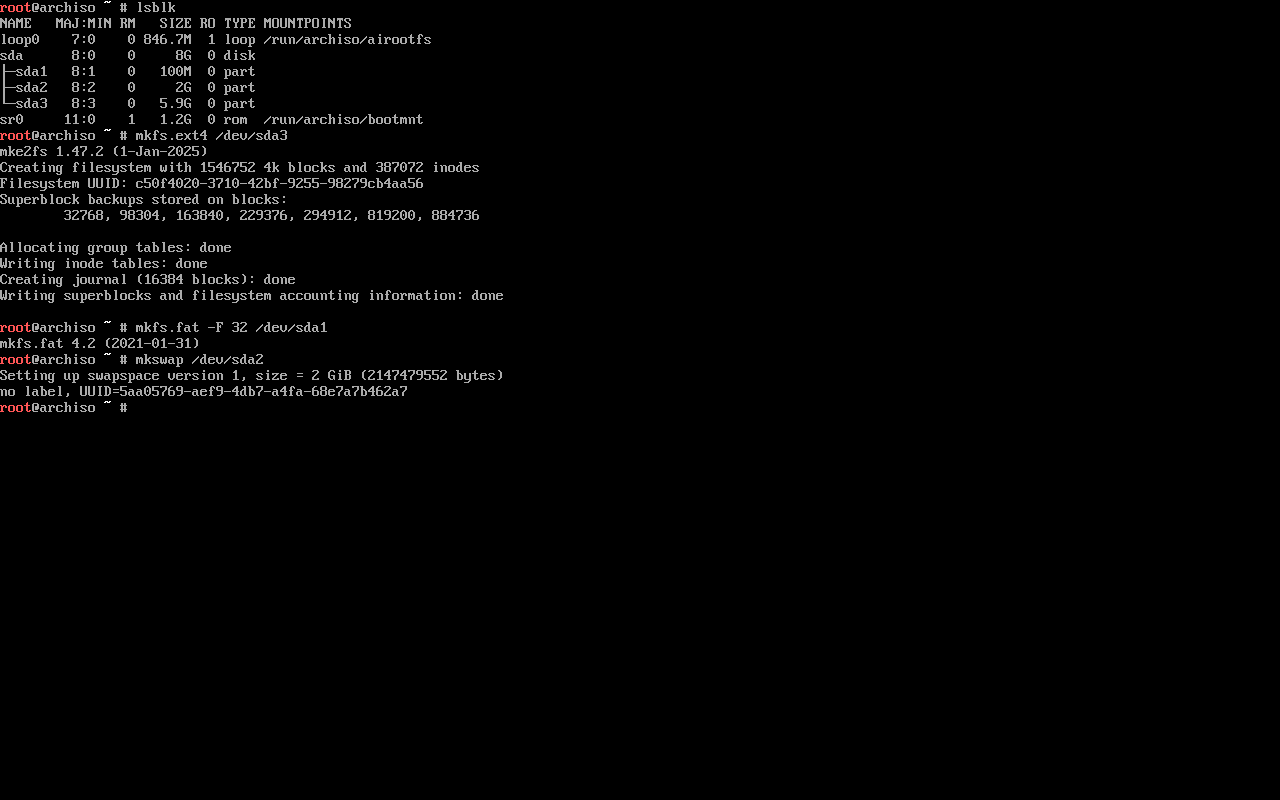 root@archiso ~ # lsblk
NAME   MAJ:MIN RM   SIZE RO TYPE MOUNTPOINTS
loop0    7:0    0 846.7M  1 loop /run/archiso/airootfs
sda      8:0    0     8G  0 disk
├─sda1   8:1    0   100M  0 part
├─sda2   8:2    0     2G  0 part
└─sda3   8:3    0   5.9G  0 part
sr0     11:0    1   1.2G  0 rom  /run/archiso/bootmnt
root@archiso ~ # mkfs.ext4 /dev/sda3
mke2fs 1.47.2 (1-Jan-2025)
Creating filesystem with 1546752 4k blocks and 387072 inodes
Filesystem UUID: c50f4020-3710-42bf-9255-98279cb4aa56
Superblock backups stored on blocks:
        32768, 98304, 163840, 229376, 294912, 819200, 884736

Allocating group tables: done
Writing inode tables: done
Creating journal (16384 blocks): done
Writing superblocks and filesystem accounting information: done

root@archiso ~ # mkfs.fat -F 32 /dev/sda1
mkfs.fat 4.2 (2021-01-31)
root@archiso ~ # mkswap /dev/sda2
Setting up swapspace version 1, size = 2 GiB (2147479552 bytes)
no label, UUID=5aa05769-aef9-4db7-a4fa-68e7a7b462a7
root@archiso ~ #